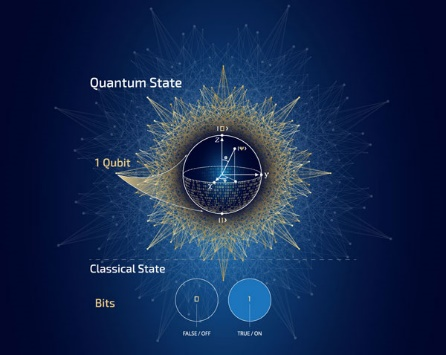 Quantum State
|0⟩
Z
|Ψ⟩
1 Qubit
y
|1⟩
Classical State
Bits
0
1
FALSE / OFF
TRUE / ON